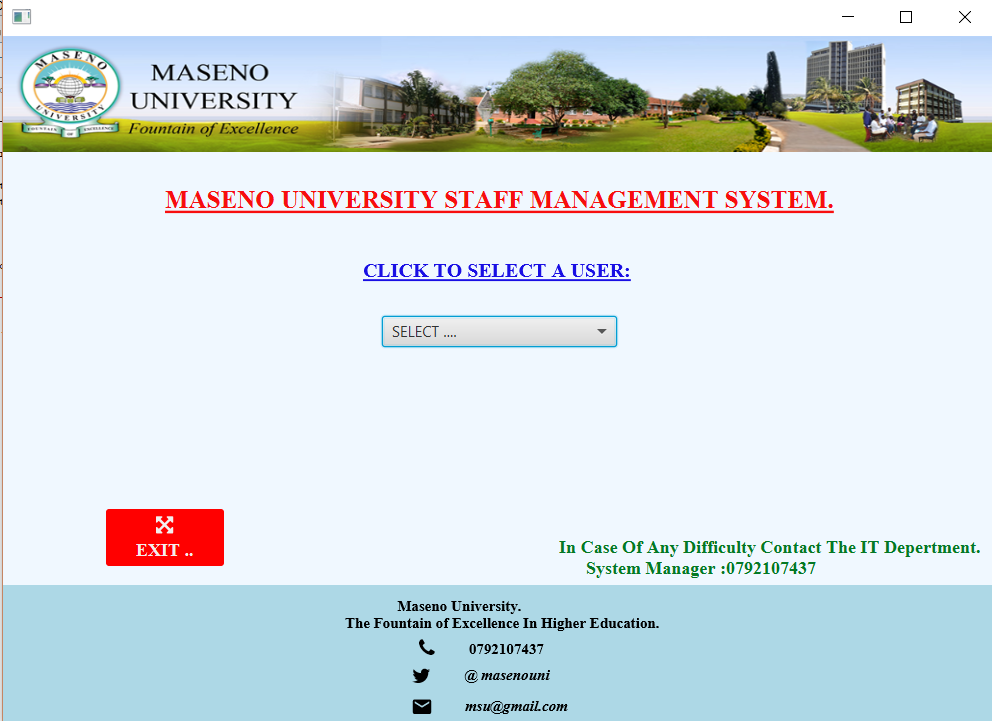 MASENO
UNIVERSITY
FOUNTAIN OF EXCELLENCE
MASENO
UNIVERSITY
Fountain of Excellence
MASENO UNIVERSITY STAFF MANAGEMENT SYSTEM.
CLICK TO SELECT A USER:
SELECT ....
EXIT ..
In Case Of Any Difficulty Contact The IT Depertment.
System Manager :0792107437
Maseno University.
The Fountain of Excellence In Higher Education.
0792107437
@ masenouni
msu@gmail.com